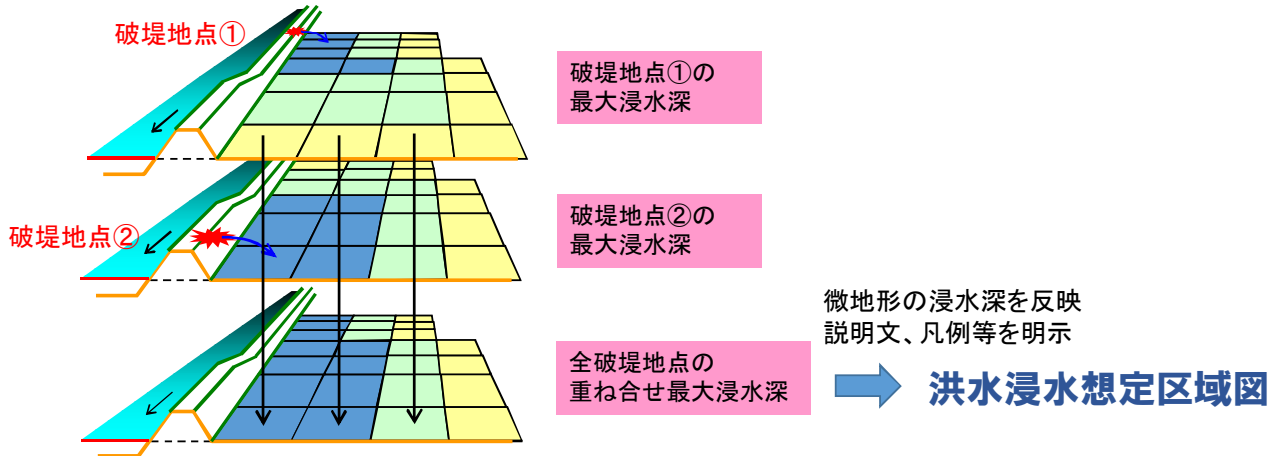 破堤地点①
破堤地点①の
最大浸水深
破堤地点②
破堤地点②の
最大浸水深
全破堤地点の
重ね合せ最大浸水深
微地形の浸水深を反映
説明文、凡例等を明示
洪水浸水想定区域図